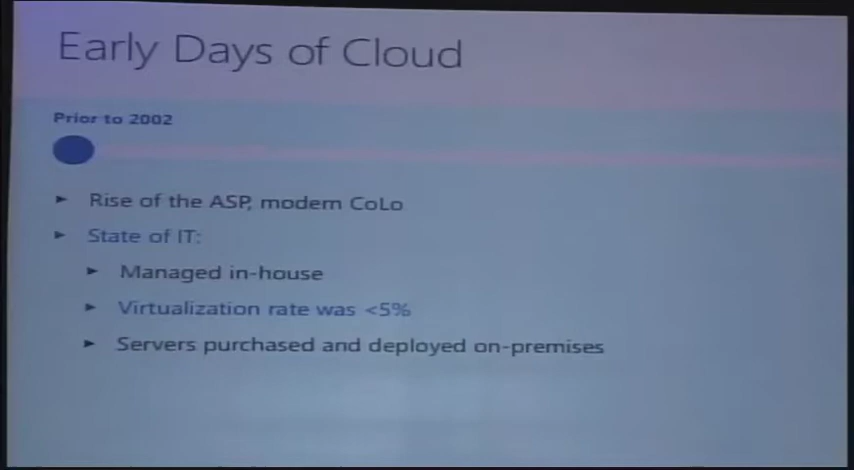 Early Days of Cloud
Prior to 2002
► Rise of the ASP, modern CoLo
► State of IT:
► Managed in-house
► Virtualization rate was <5%
► Servers purchased and deployed on-premises